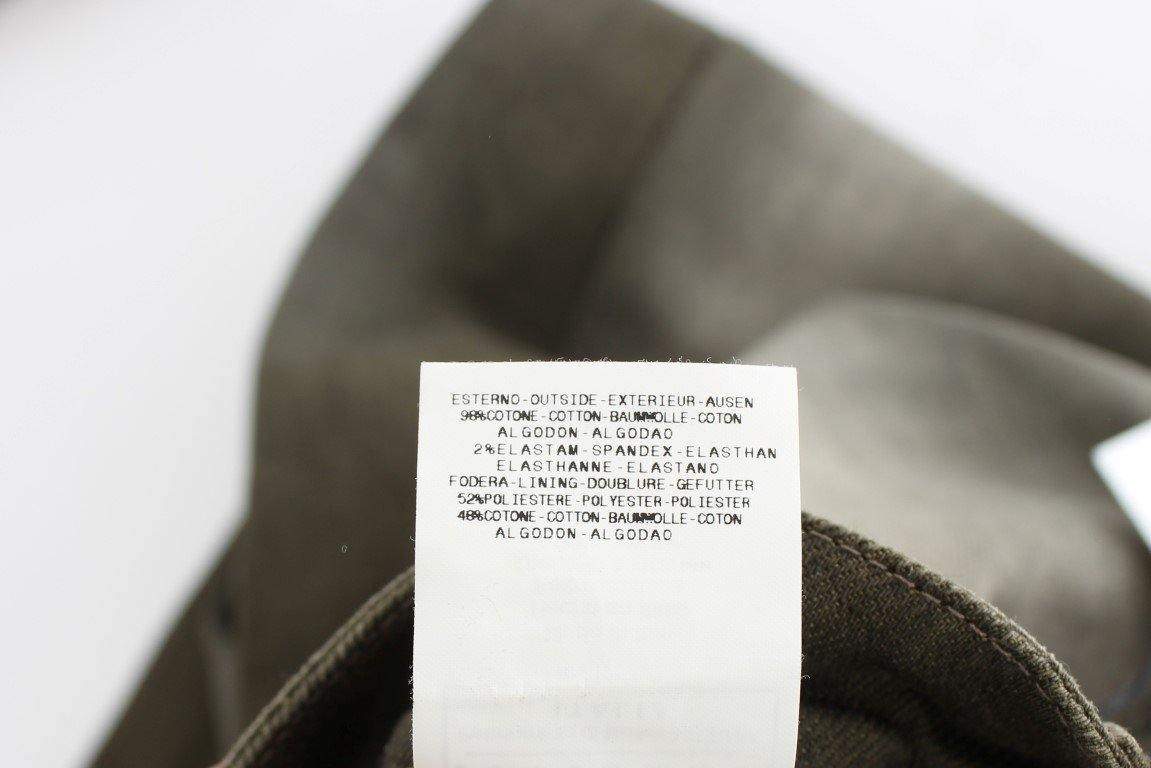 ESTERNO-OUTSIDE-EXTERIEUR-AUSEN
98%COTONE-COTTON-BAUMWOLLE-COTON
ALGODON-ALGODAO
2%ELASTAM-SPANDEX-ELASTHAN
ELASTHANNE-ELASTANO
FODERA-LINING-DOUBLURE-GEFUTTER
52%POLIESTERE-POLYESTER-POLIESTER
48%COTONE-COTTON-BAUMWOLLE-COTON
ALGODON-ALGODAO